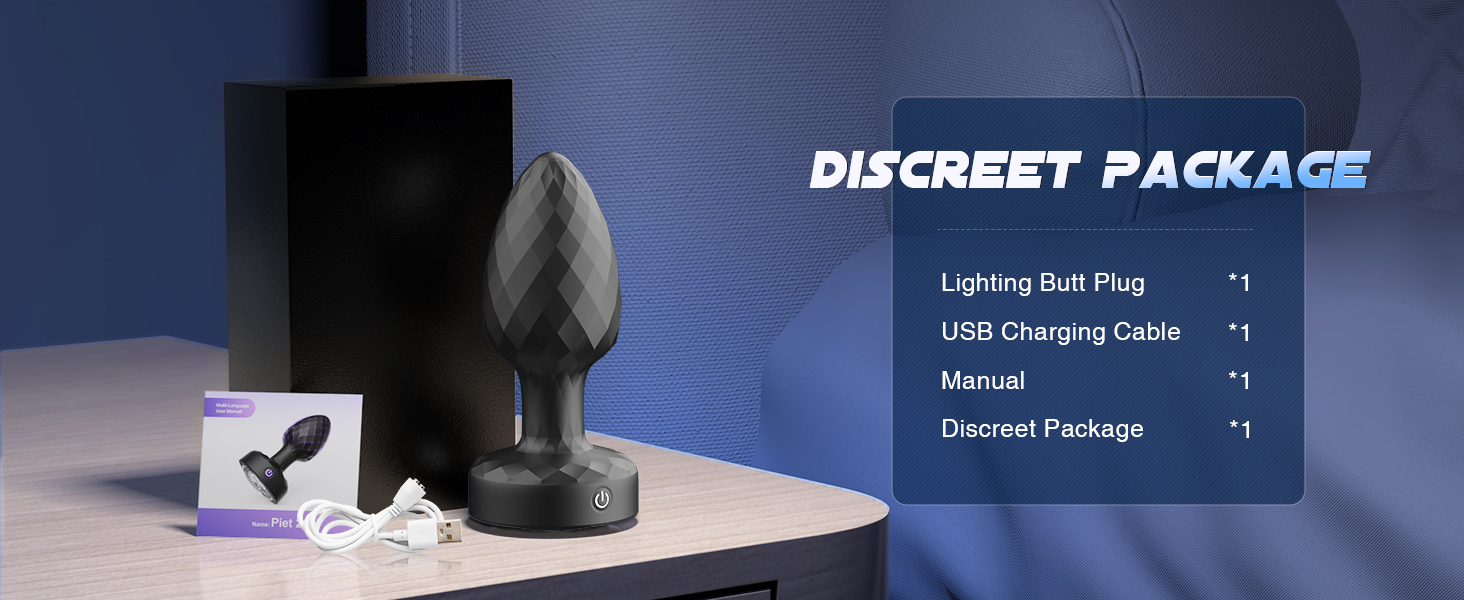 DISCREET PACKAGE
Lighting Butt Plug *1
USB Charging Cable *1
Manual *1
Discreet Package *1
Multi-Language
User Manual
Name: Piet